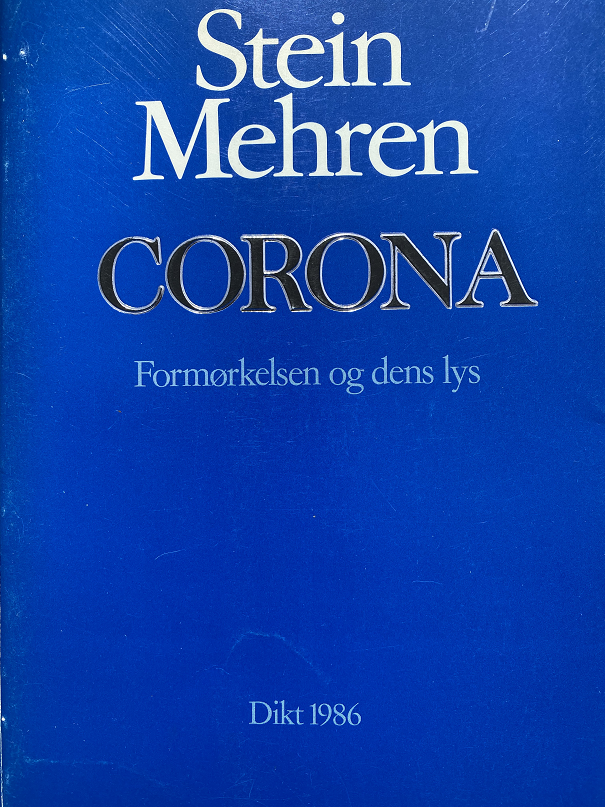 Stein
Mehren
CORONA
Formørkelsen og dens lys
Dikt 1986